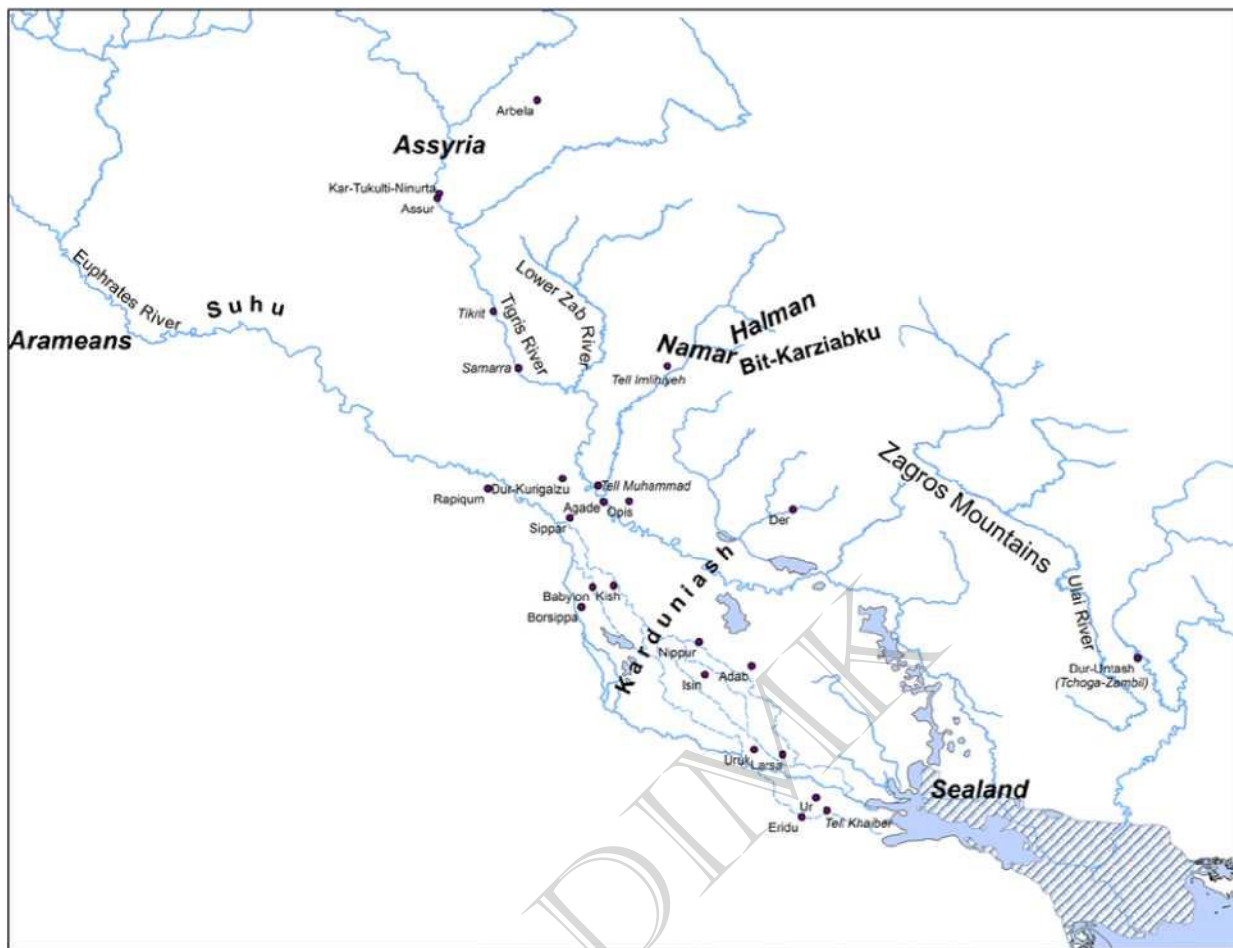 Arbela
Assyria
Kar-Tukulti-Ninurta
Assur
Euphrates River
Suhu
Lower Zab River
Tigris River
Tikrit
Halman
Arameans
Namar
Bit-Karziabku
Samarra
Tell Imlihiyeh
Zagros Mountains
Rapiqum
Dur-Kurigalzu
Tell Muhammad
Agade
Opis
Der
Sippar
Karduniash
Babylon
Kish
Borsippa
Ulai River
Nippur
Isin
Adab
Dur-Untash
(Tchoga-Zambil)
Uruk
Larsa
Sealand
Ur
Eridu
Tell Khaiber
DIMK